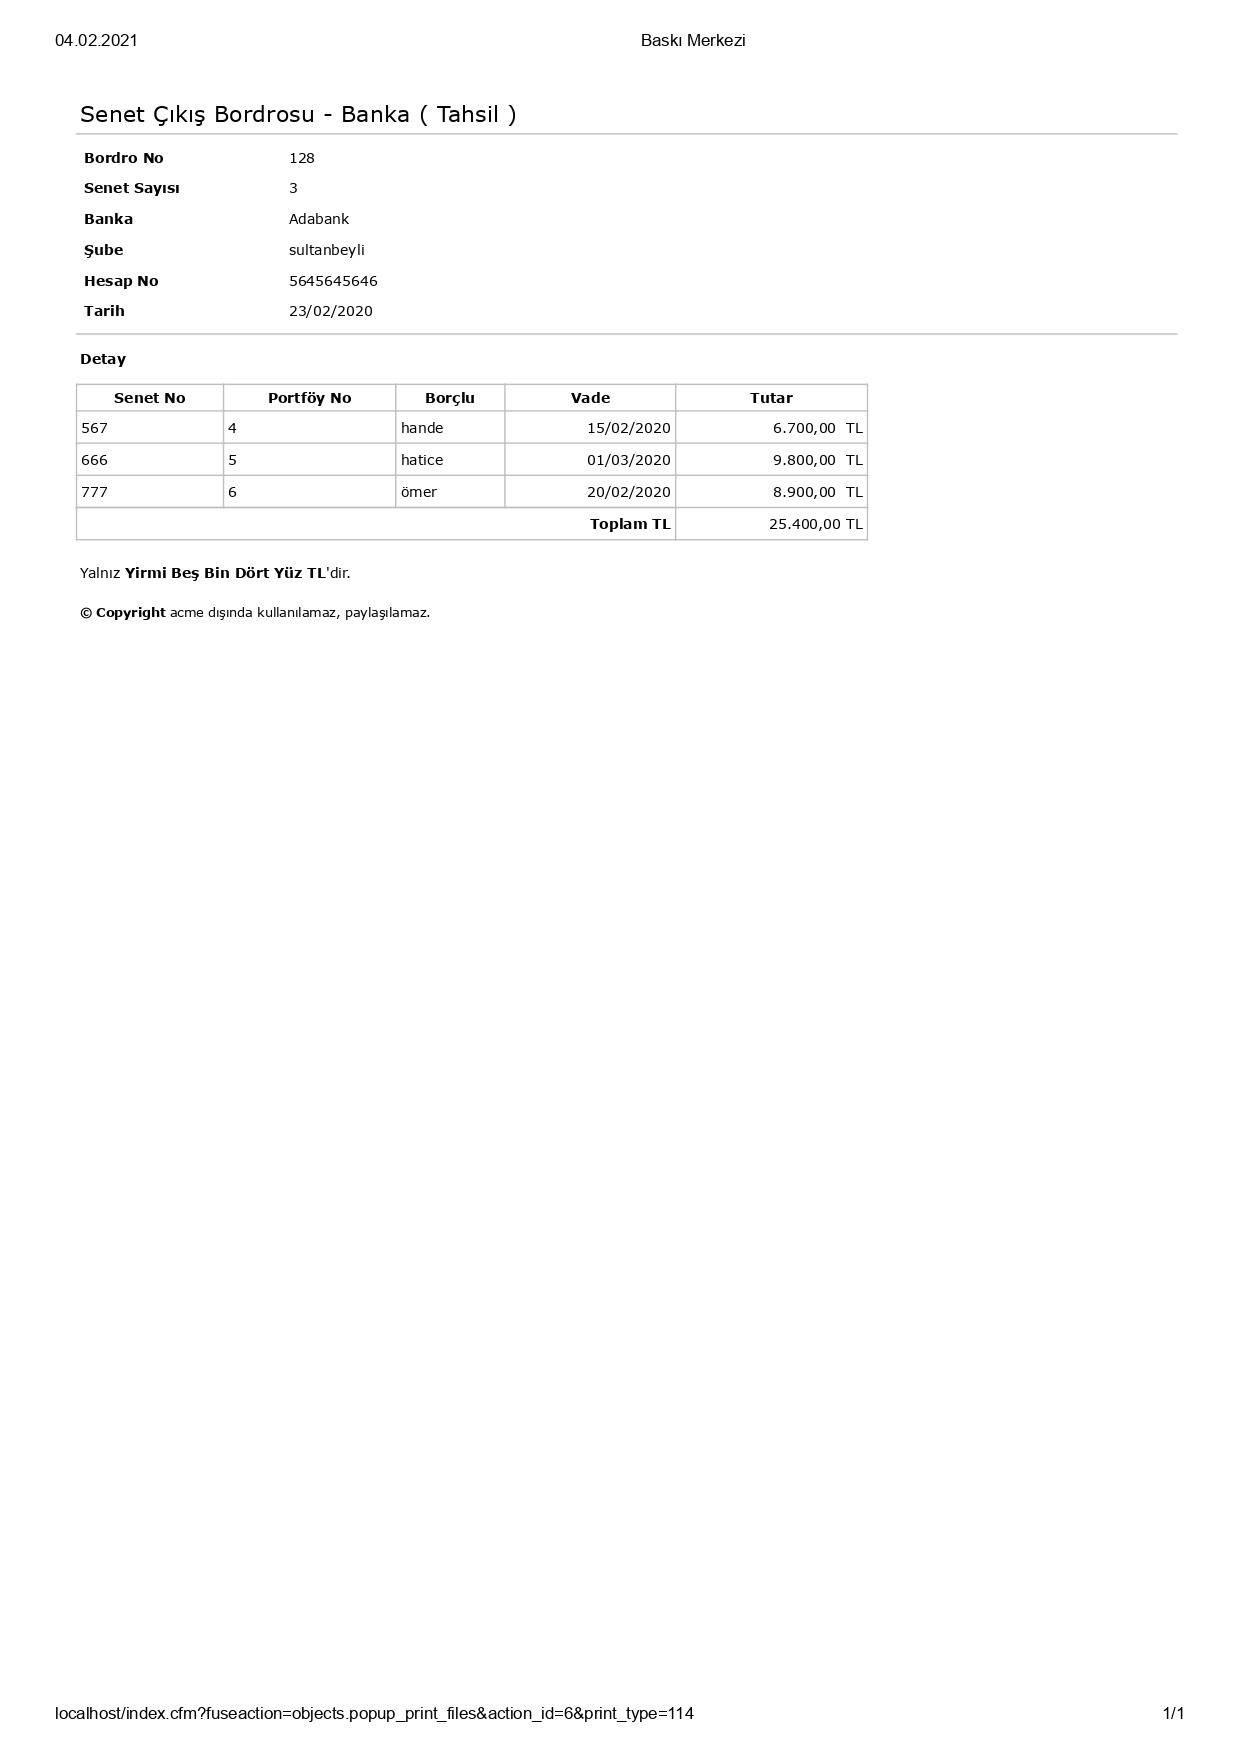 04.02.2021 Baskı Merkezi
Senet Çıkış Bordrosu - Banka ( Tahsil )
Bordro No 128
Senet Sayısı 3
Banka Adabank
Şube sultanbeyli
Hesap No 5645645646
Tarih 23/02/2020
Detay
Senet No Portföy No Borçlu Vade Tutar
567 4 hande 15/02/2020 6.700,00 TL
666 5 hatice 01/03/2020 9.800,00 TL
777 6 ömer 20/02/2020 8.900,00 TL
Toplam TL 25.400,00 TL
Yalnız Yirmi Beş Bin Dört Yüz TL'dir.
© Copyright acme dışında kullanılamaz, paylaşılamaz.
localhost/index.cfm?fuseaction=objects.popup_print_files&action_id=6&print_type=114 1/1